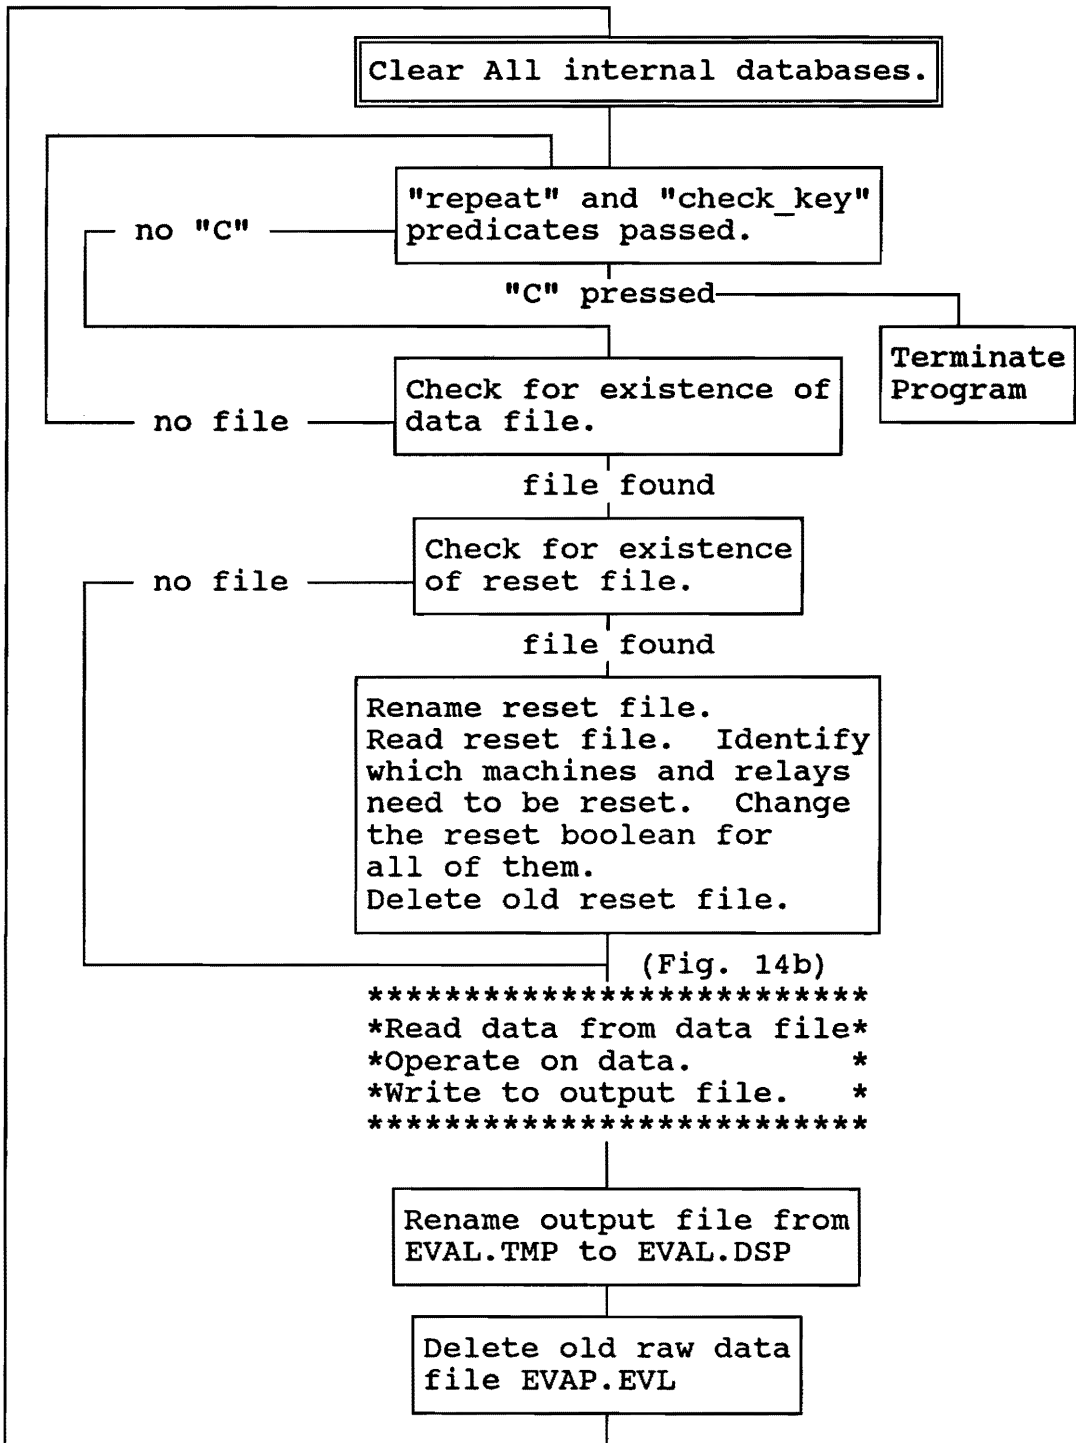 Clear All internal databases.
"repeat" and "check_key"
predicates passed.
no "C"
"C" pressed
Terminate
Program
Check for existence of
data file.
no file
file found
Check for existence
of reset file.
no file
file found
Rename reset file.
Read reset file.  Identify
which machines and relays
need to be reset.  Change
the reset boolean for
all of them.
Delete old reset file.
(Fig. 14b)
**************************
*Read data from data file*
*Operate on data.        *
*Write to output file.   *
**************************
Rename output file from
EVAL.TMP to EVAL.DSP
Delete old raw data
file EVAP.EVL